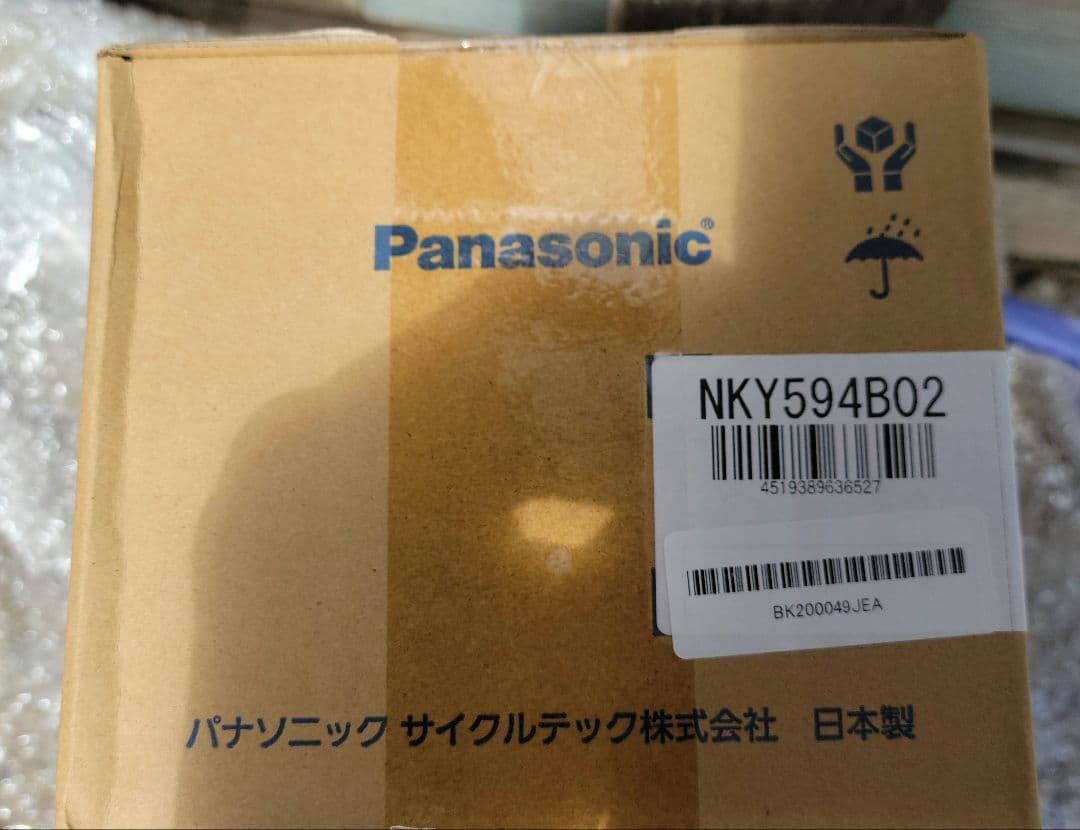 Panasonic®
NKY594B02
4519389636527
BK200049JEA
パナソニック サイクルテック株式会社 日本製